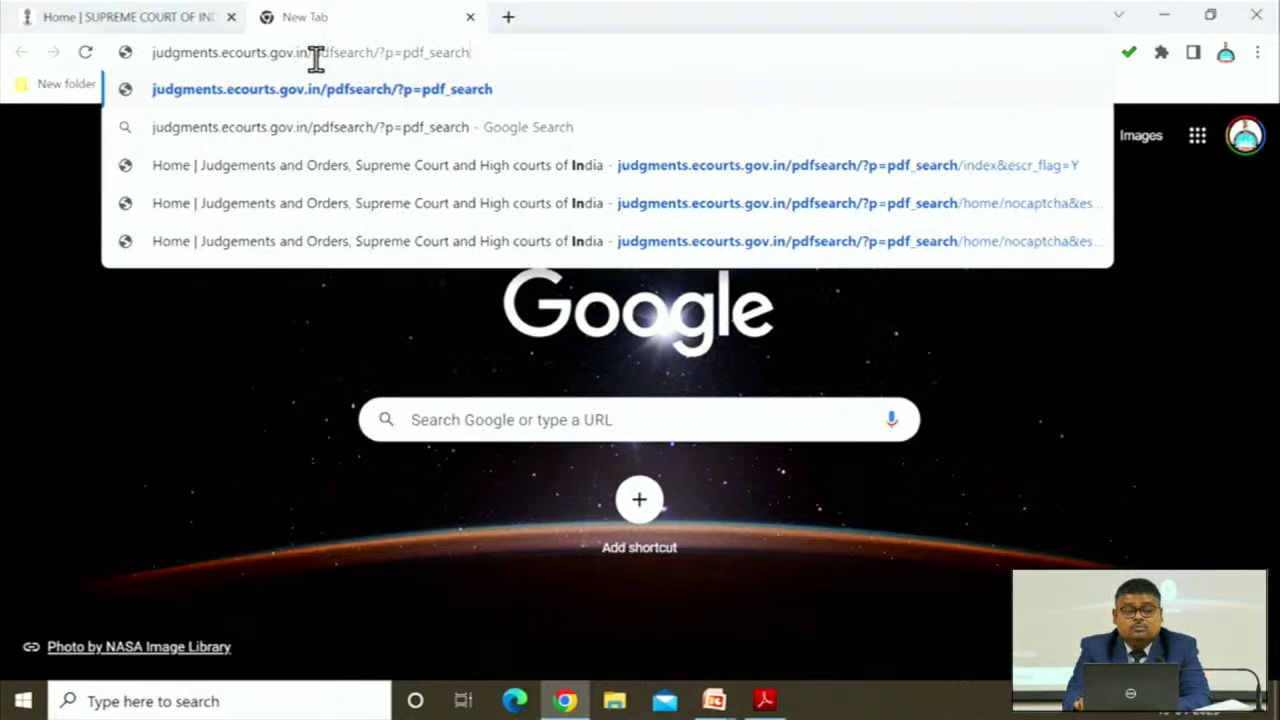 Home | SUPREME COURT OF IN
New Tab
judgments.ecourts.gov.in/pdfsearch/?p=pdf_search
New folder
judgments.ecourts.gov.in/pdfsearch/?p=pdf_search
judgments.ecourts.gov.in/pdfsearch/?p=pdf_search - Google Search
Home | Judgements and Orders, Supreme Court and High courts of India - judgments.ecourts.gov.in/pdfsearch/?p=pdf_search/index&escr_flag=Y
Home | Judgements and Orders, Supreme Court and High courts of India - judgments.ecourts.gov.in/pdfsearch/?p=pdf_search/home/nocaptcha&es...
Home | Judgements and Orders, Supreme Court and High courts of India - judgments.ecourts.gov.in/pdfsearch/?p=pdf_search/home/nocaptcha&es...
Images
Google
Search Google or type a URL
Add shortcut
Photo by NASA Image Library
Type here to search